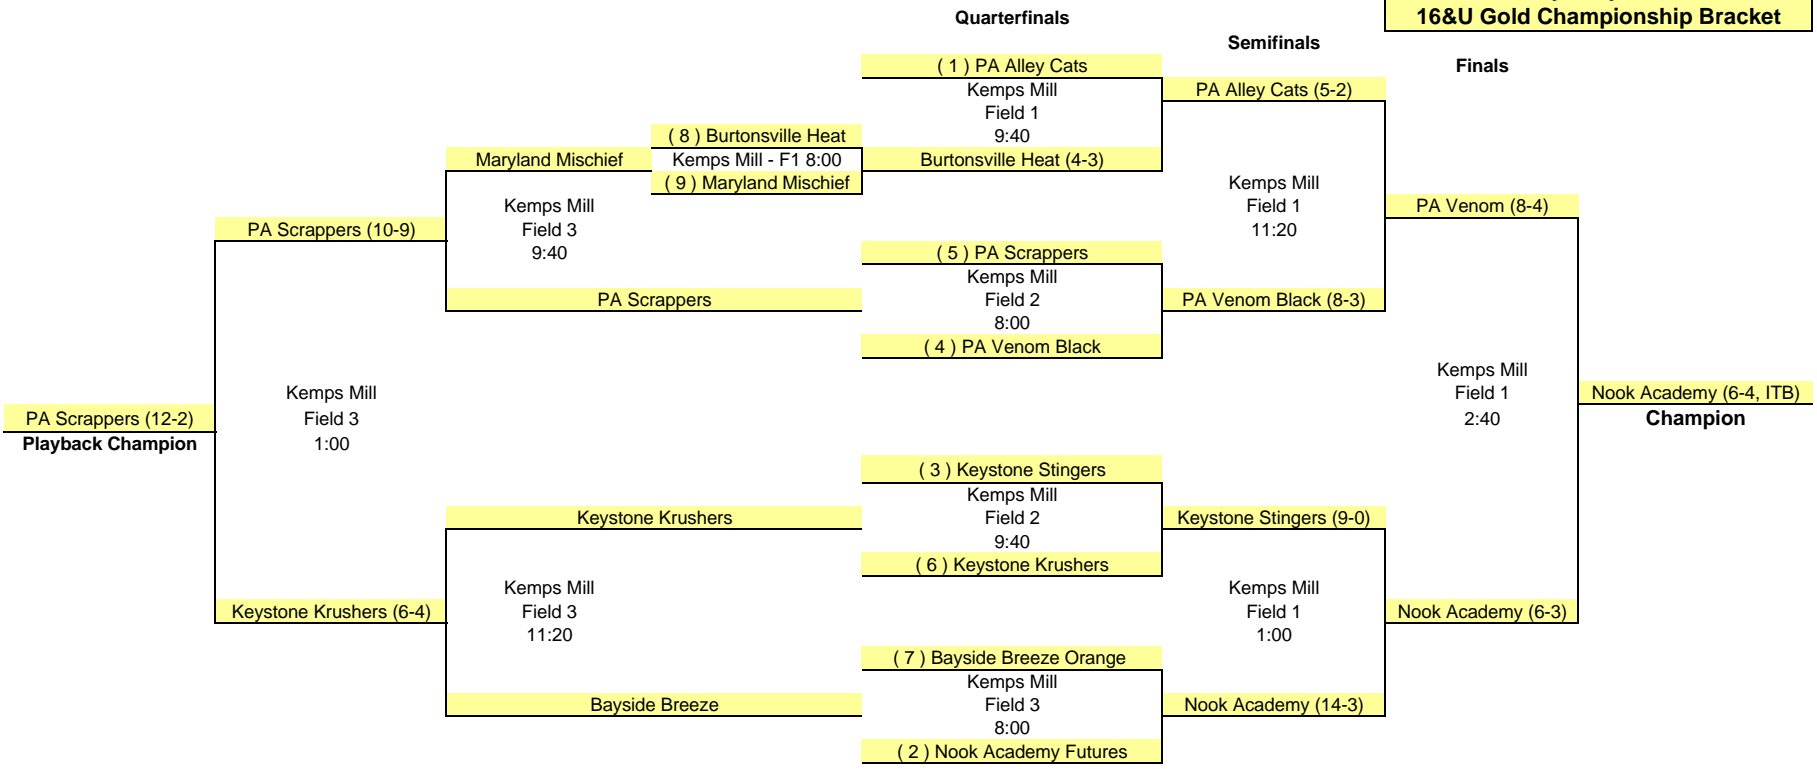 Quarterfinals
16&U Gold Championship Bracket
Semifinals
Finals
( 1 ) PA Alley Cats
Kemps Mill
Field 1
9:40
PA Alley Cats (5-2)
( 8 ) Burtonsville Heat
Maryland Mischief
Kemps Mill - F1 8:00
Burtonsville Heat (4-3)
( 9 ) Maryland Mischief
Kemps Mill
Field 3
9:40
Kemps Mill
Field 1
11:20
PA Venom (8-4)
PA Scrappers (10-9)
( 5 ) PA Scrappers
Kemps Mill
Field 2
8:00
PA Scrappers
PA Venom Black (8-3)
( 4 ) PA Venom Black
Kemps Mill
Field 3
1:00
Kemps Mill
Field 1
2:40
PA Scrappers (12-2)
Playback Champion
Nook Academy (6-4, ITB)
Champion
( 3 ) Keystone Stingers
Kemps Mill
Field 2
9:40
Keystone Krushers
Keystone Stingers (9-0)
( 6 ) Keystone Krushers
Kemps Mill
Field 3
11:20
Kemps Mill
Field 1
1:00
Keystone Krushers (6-4)
Nook Academy (6-3)
( 7 ) Bayside Breeze Orange
Kemps Mill
Field 3
8:00
Bayside Breeze
Nook Academy (14-3)
( 2 ) Nook Academy Futures